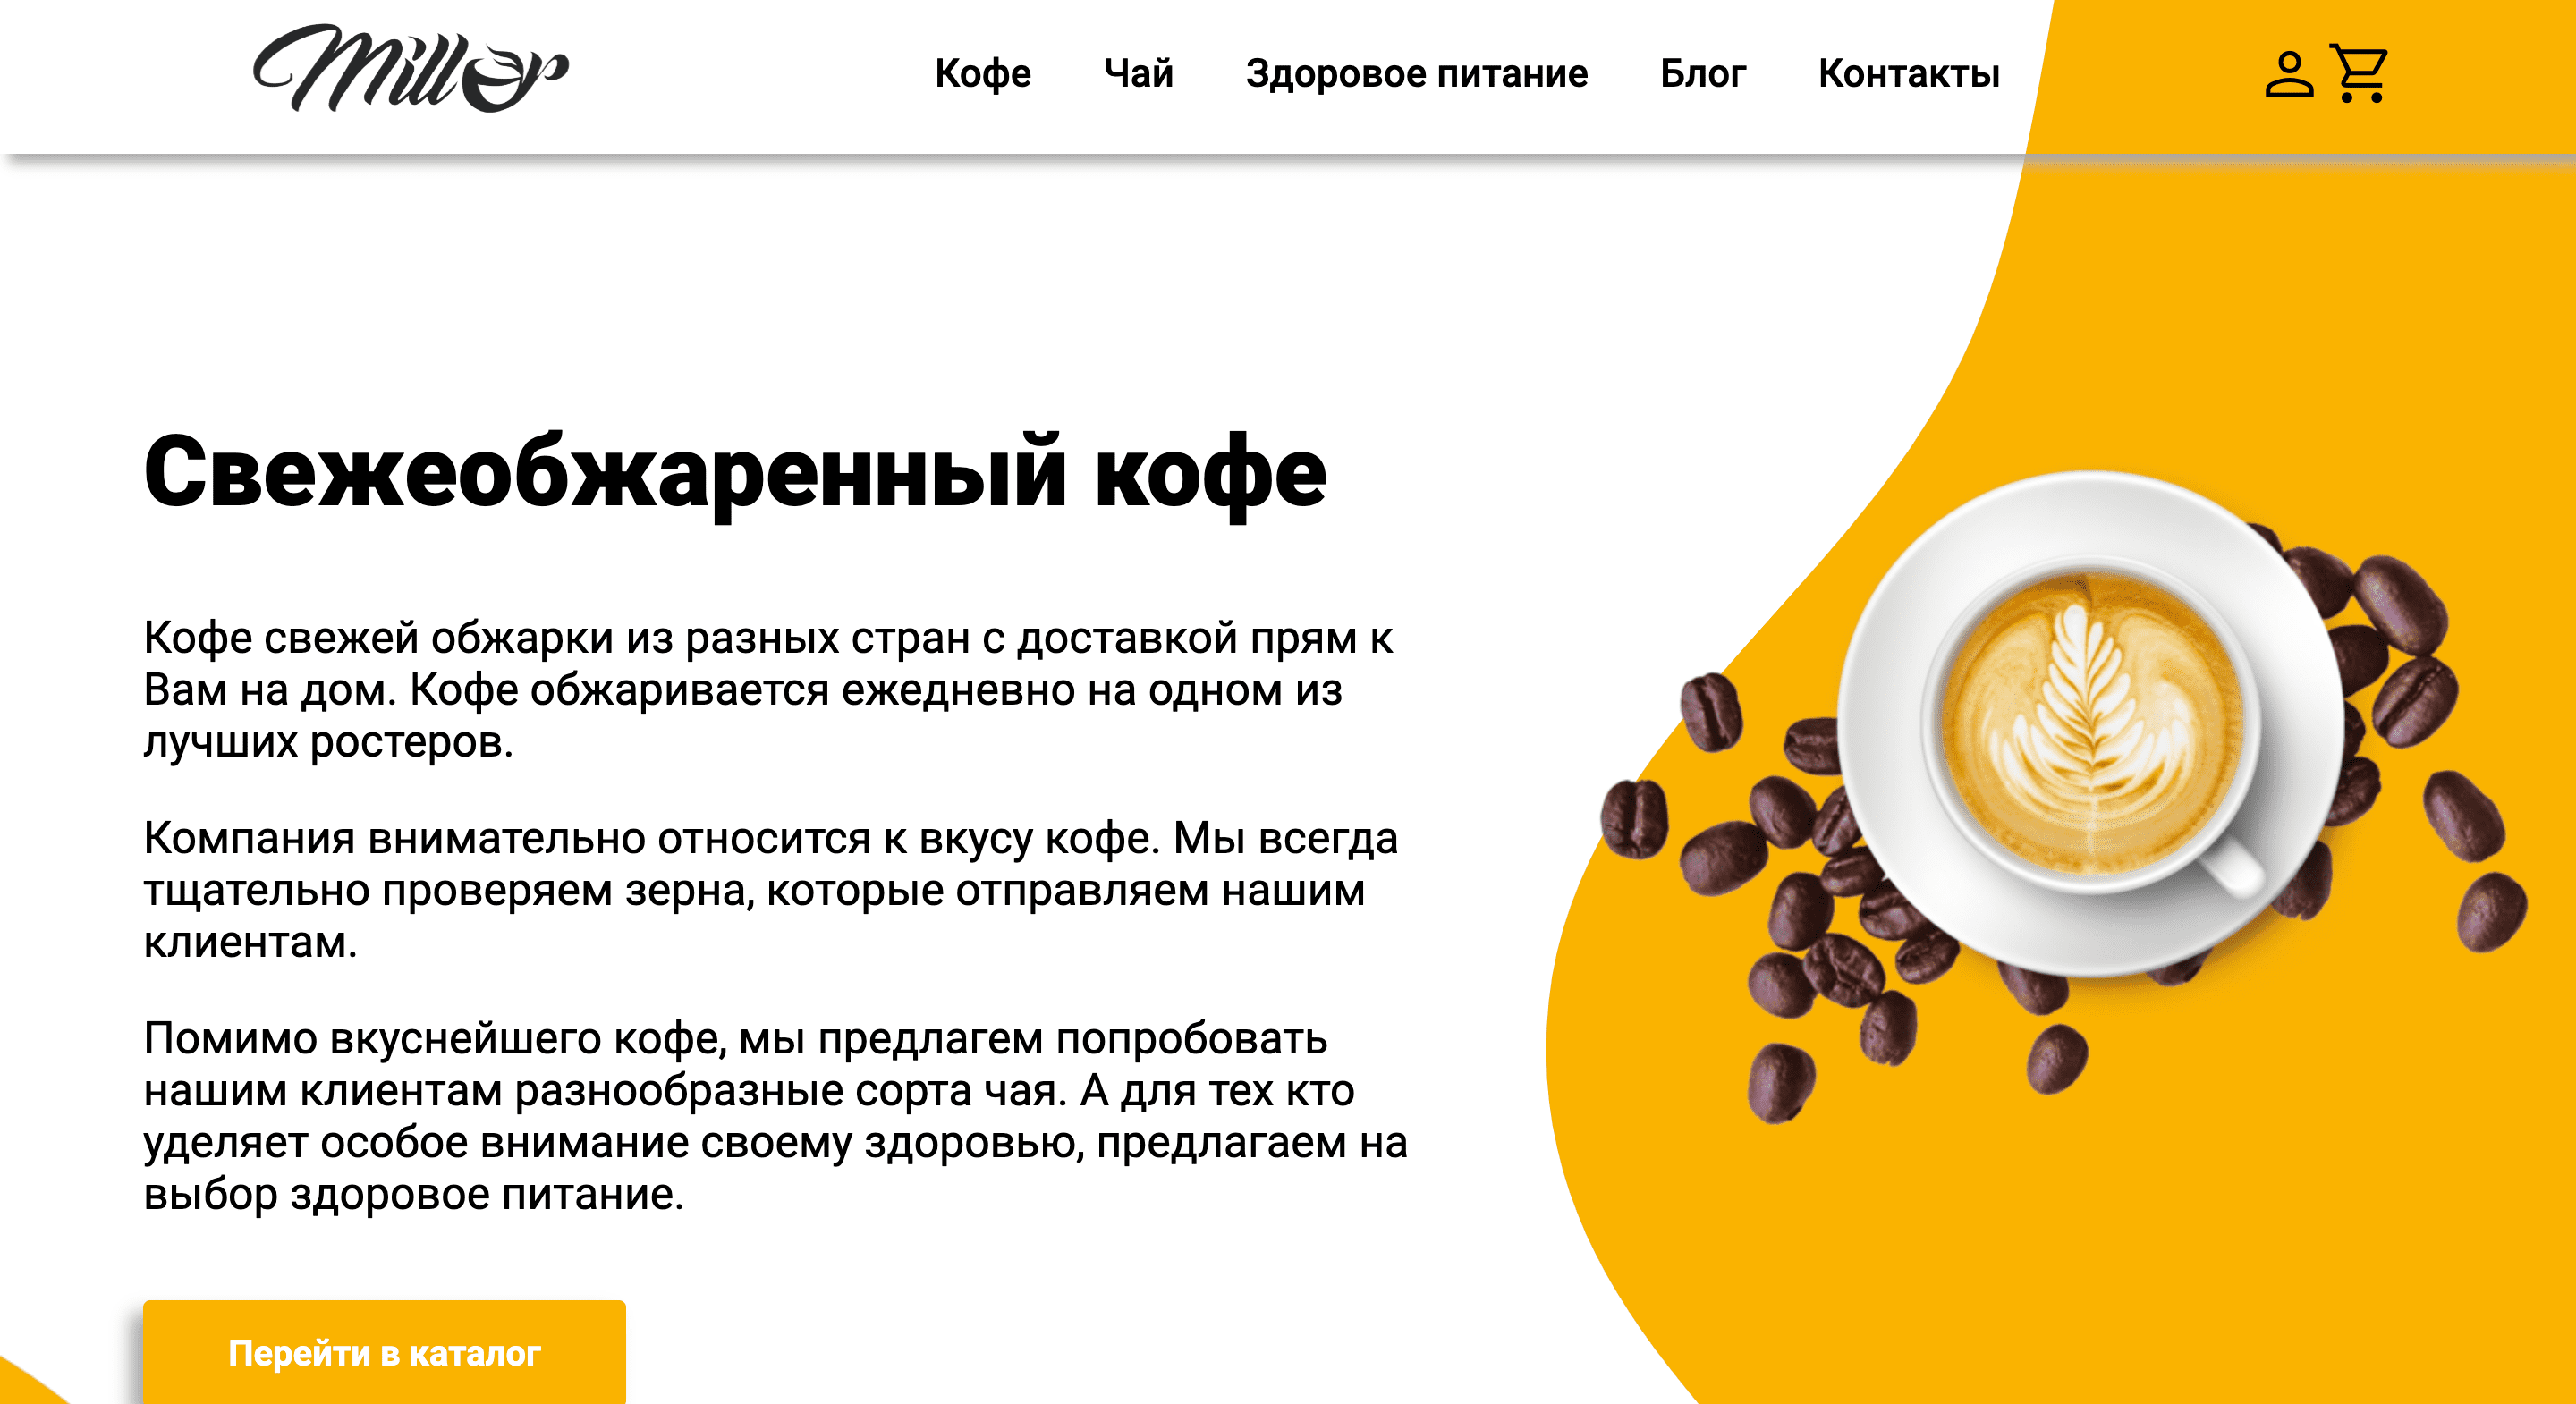 Miller
Кофе Чай Здоровое питание Блог Контакты
Свежеобжаренный кофе
Кофе свежей обжарки из разных стран с доставкой прям к
Вам на дом. Кофе обжаривается ежедневно на одном из
лучших ростеров.
Компания внимательно относится к вкусу кофе. Мы всегда
тщательно проверяем зерна, которые отправляем нашим
клиентам.
Помимо вкуснейшего кофе, мы предлагем попробовать
нашим клиентам разнообразные сорта чая. А для тех кто
уделяет особое внимание своему здоровью, предлагаем на
выбор здоровое питание.
Перейти в каталог